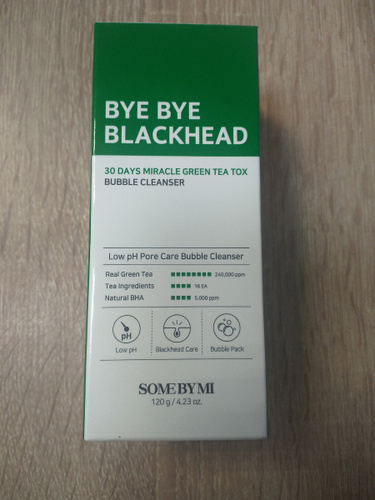 BYE BYE
BLACKHEAD
30 DAYS MIRACLE GREEN TEA TOX
BUBBLE CLEANSER
Low pH Pore Care Bubble Cleanser
Real Green Tea 240,000 ppm
Tea Ingredients 16 EA
Natural BHA 5,000 ppm
pH
Low pH Blackhead Care Bubble Pack
SOME BY MI
120 g / 4.23 oz.